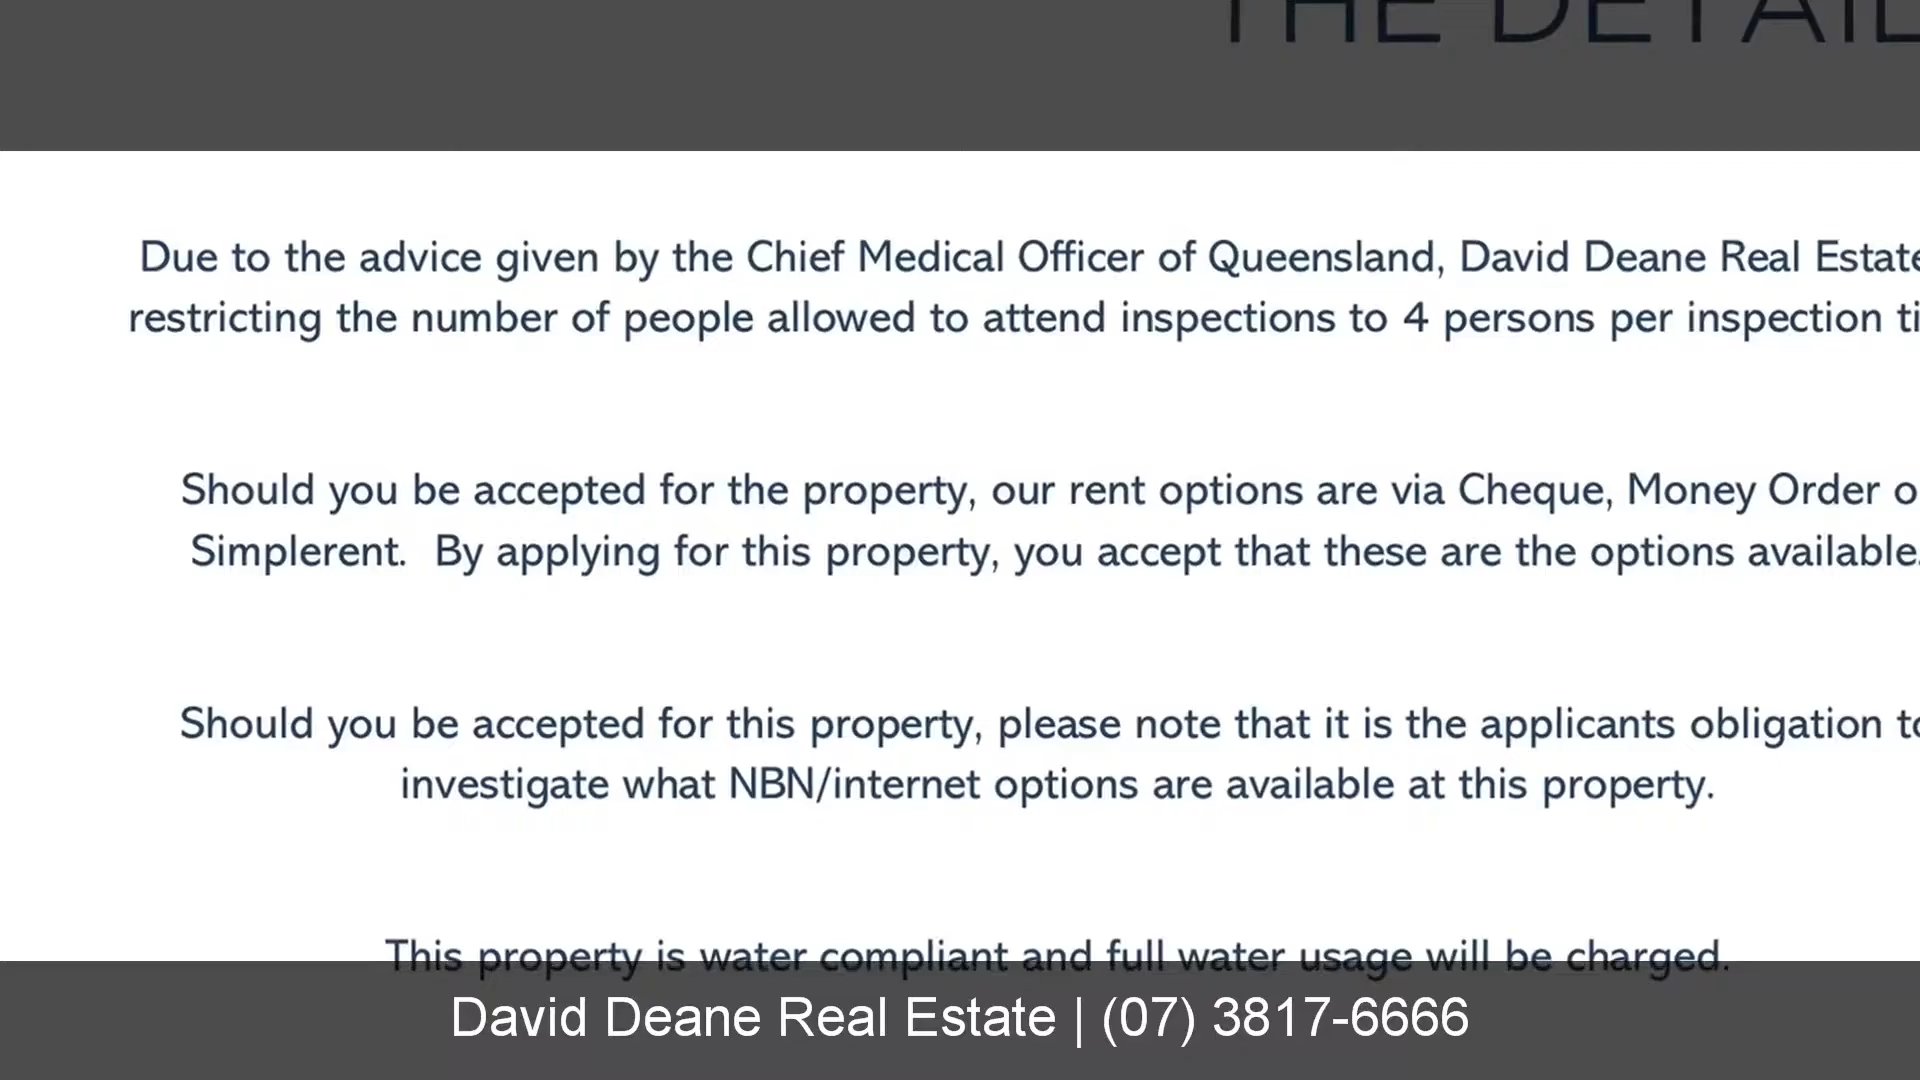 THE DETAIL
Due to the advice given by the Chief Medical Officer of Queensland, David Deane Real Estate
restricting the number of people allowed to attend inspections to 4 persons per inspection
Should you be accepted for the property, our rent options are via Cheque, Money Order
Simplerent. By applying for this property, you accept that these are the options available.
Should you be accepted for this property, please note that it is the applicants obligation to
investigate what NBN/internet options are available at this property.
This property is water compliant and full water usage will be charged.
David Deane Real Estate | (07) 3817-6666